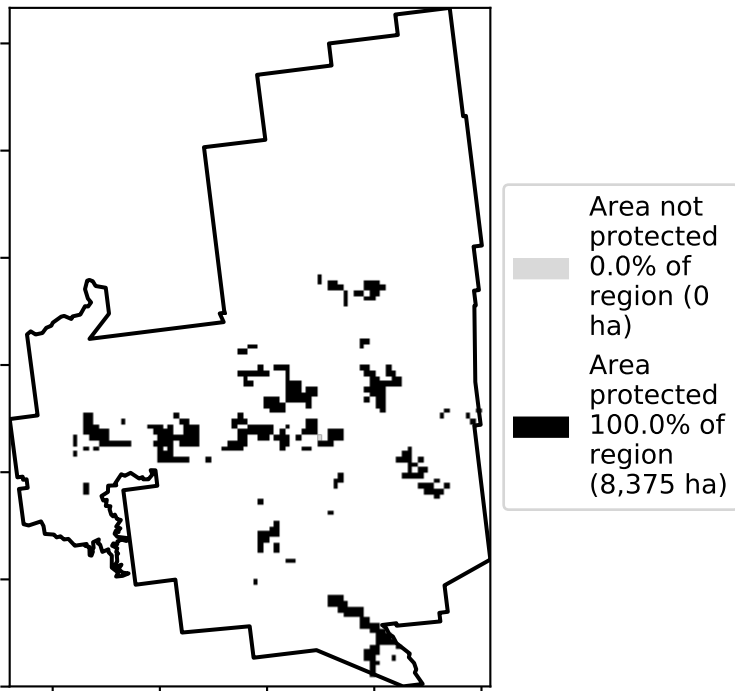 Area not
protected
0.0% of
region (0
ha)
Area
protected
100.0% of
region
(8,375 ha)